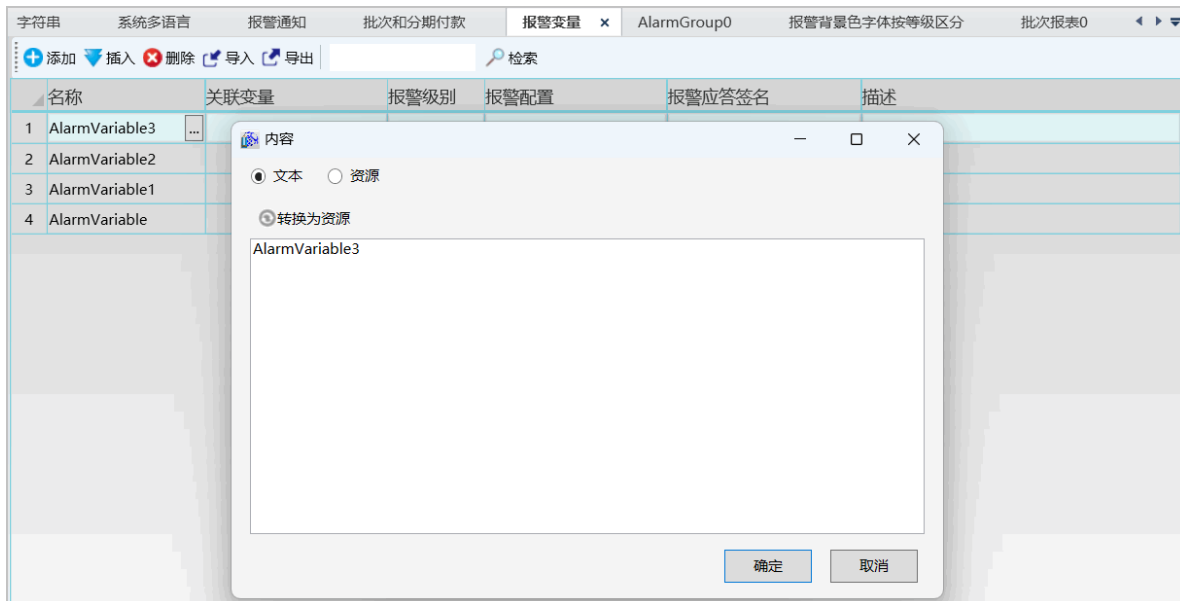 字符串 系统多语言 报警通知 批次和分期付款 报警变量 × AlarmGroup0 报警背景色字体按等级区分 批次报表0
添加 插入 删除 导入 导出 检索
名称 关联变量 报警级别 报警配置 报警应答签名 描述
1 AlarmVariable3 ...
内容
2 AlarmVariable2
文本 资源
3 AlarmVariable1
4 AlarmVariable
转换为资源
AlarmVariable3
确定 取消